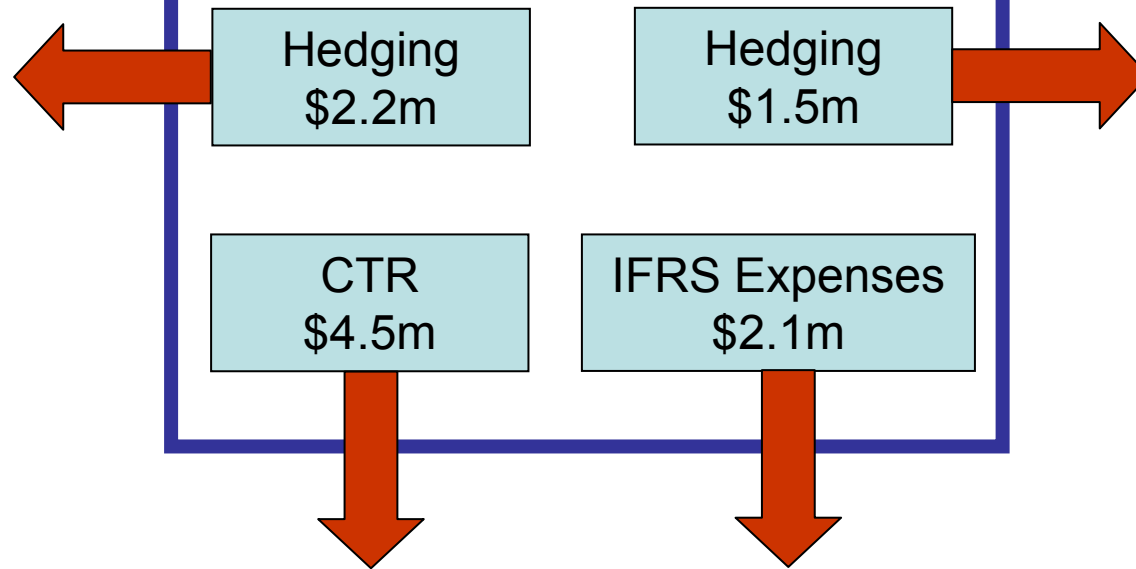 Hedging
$2.2m
Hedging
$1.5m
CTR
$4.5m
IFRS Expenses
$2.1m